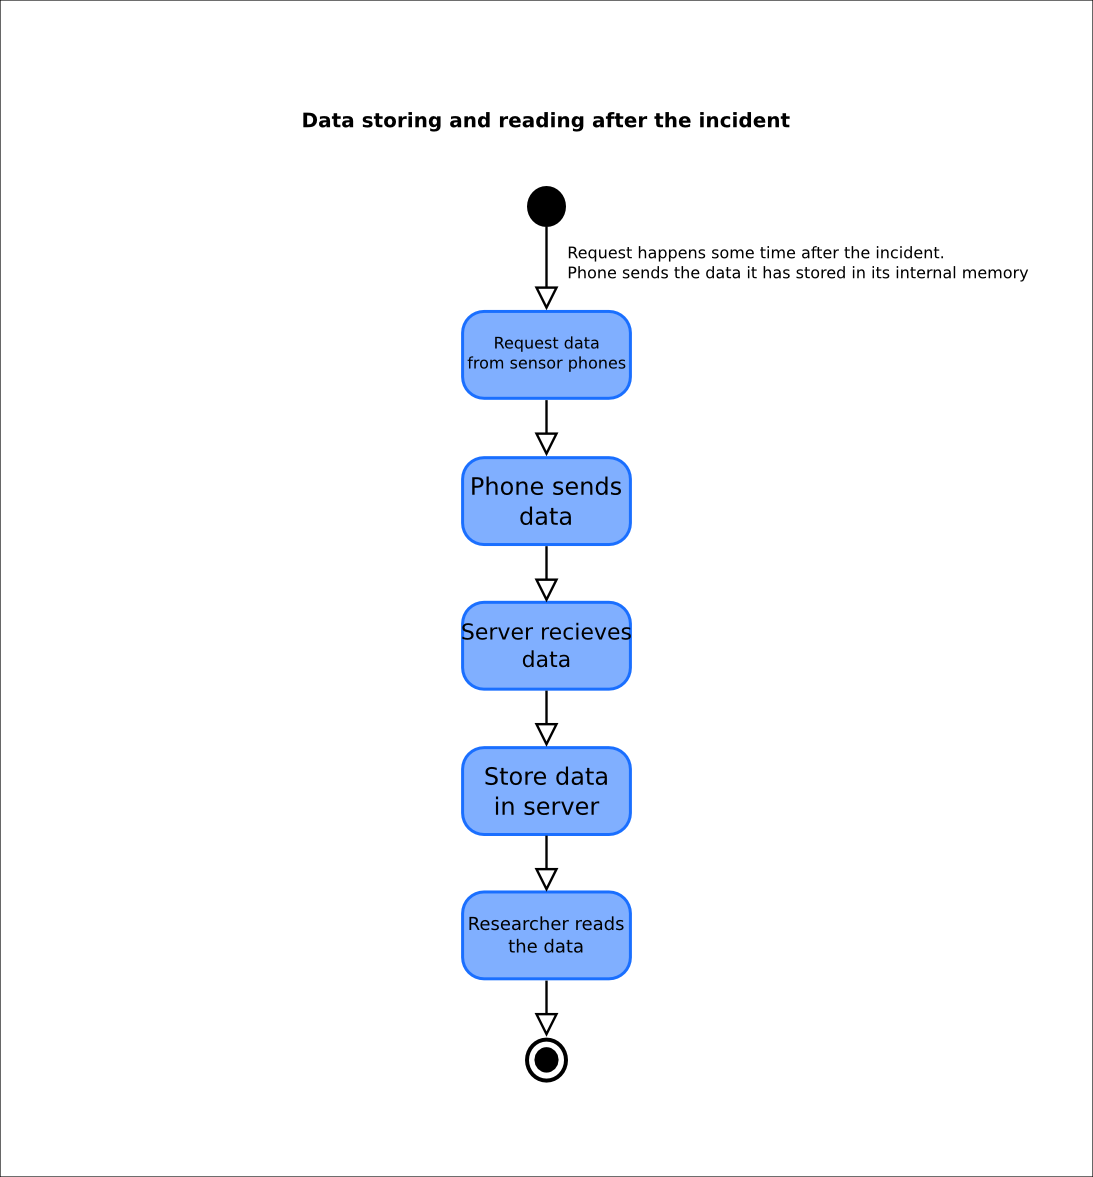 Data storing and reading after the incident
Request happens some time after the incident.
Phone sends the data it has stored in its internal memory
Request data
from sensor phones
Phone sends
data
Server recieves
data
Store data
in server
Researcher reads
the data